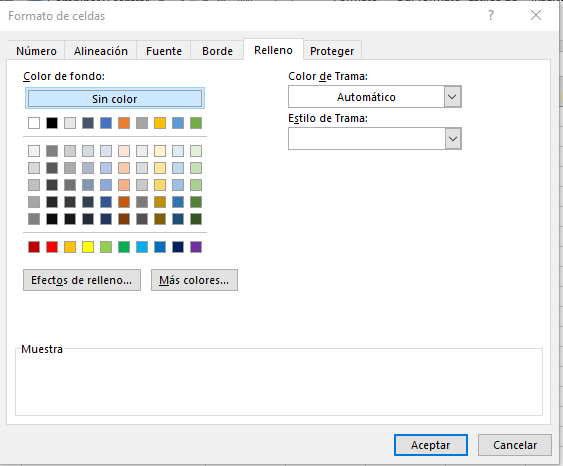 Formato de celdas
Número Alineación Fuente Borde Relleno Proteger
Color de fondo:
Sin color
Color de Trama:
Automático
Estilo de Trama:
Efectos de relleno... Más colores...
Muestra
Aceptar Cancelar